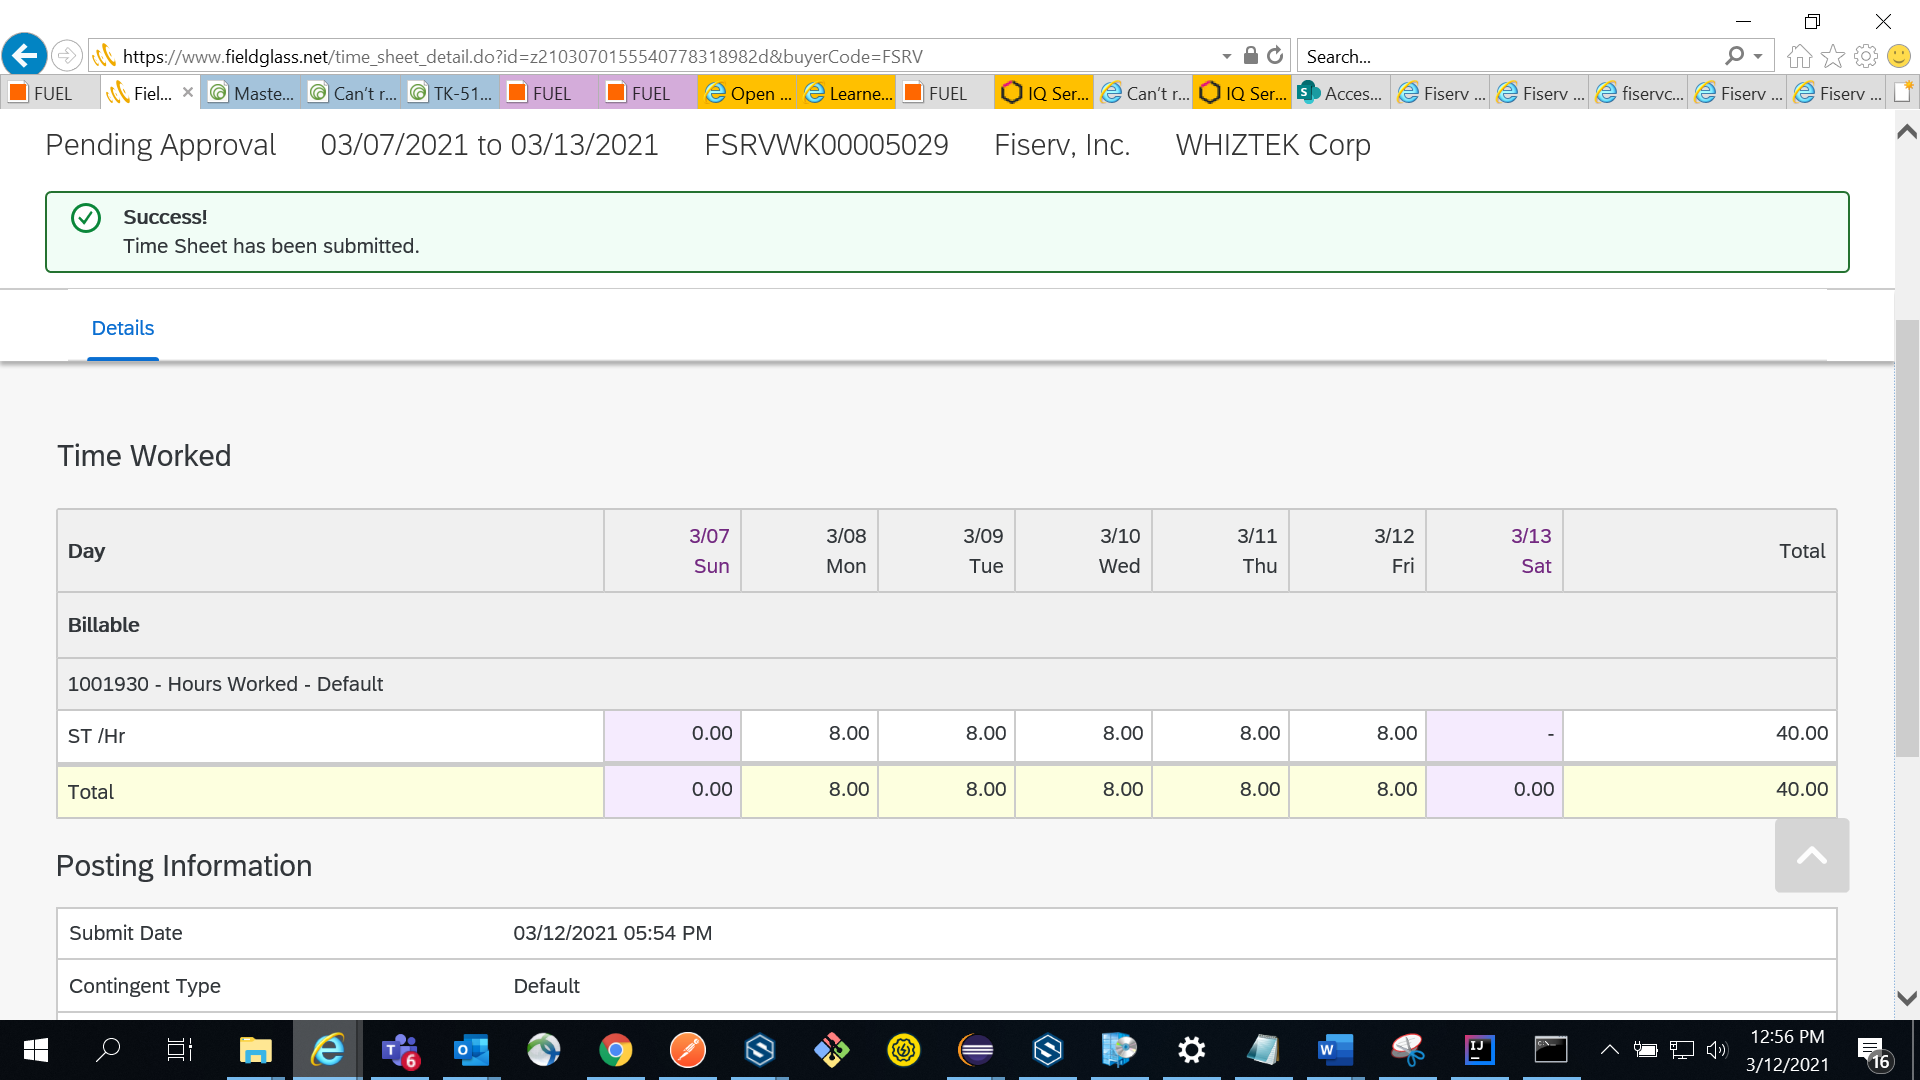 https://www.fieldglass.net/time_sheet_detail.do?id=z2103070155540778318982d&buyerCode=FSRV
Search...
FUEL
Fiel...
Maste...
Can't r...
TK-51...
FUEL
FUEL
Open ...
Learne...
FUEL
IQ Ser...
Can't r...
IQ Ser...
Acces...
Fiserv ...
Fiserv ...
fiservc...
Fiserv ...
Fiserv ...
Pending Approval 03/07/2021 to 03/13/2021 FSRVWK00005029 Fiserv, Inc. WHIZTEK Corp
Success!
Time Sheet has been submitted.
Details
Time Worked
Day 3/07 Sun 3/08 Mon 3/09 Tue 3/10 Wed 3/11 Thu 3/12 Fri 3/13 Sat Total
Billable
1001930 - Hours Worked - Default
ST /Hr 0.00 8.00 8.00 8.00 8.00 8.00 - 40.00
Total 0.00 8.00 8.00 8.00 8.00 8.00 0.00 40.00
Posting Information
Submit Date 03/12/2021 05:54 PM
Contingent Type Default
12:56 PM
3/12/2021
6
16